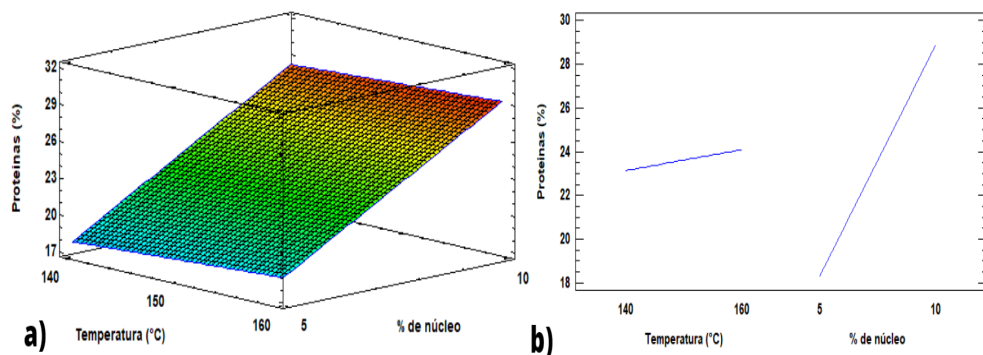 32
29
26
23
20
17
Proteinas (%)
140
150
160
Temperatura (°C)
5
10
% de núcleo
a)
30
28
26
24
22
20
18
Proteinas (%)
140
160
5
10
Temperatura (°C)
% de núcleo
b)